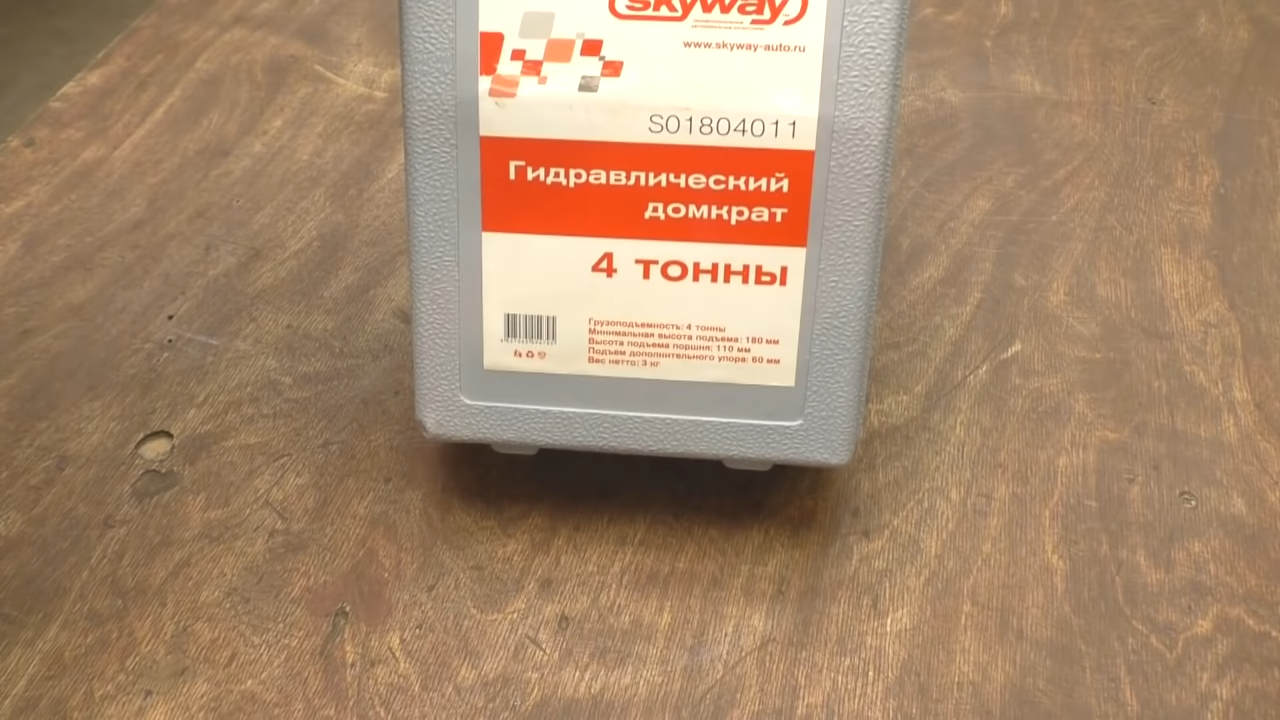 skyway
www.skyway-auto.ru
S01804011
Гидравлический
домкрат
4 тонны
Грузоподъемность: 4 тонны
Минимальная высота подъема: 180 мм
Высота подъема поршня: 110 мм
Подъем дополнительного упора: 60 мм
Вес нетто: 3 кг